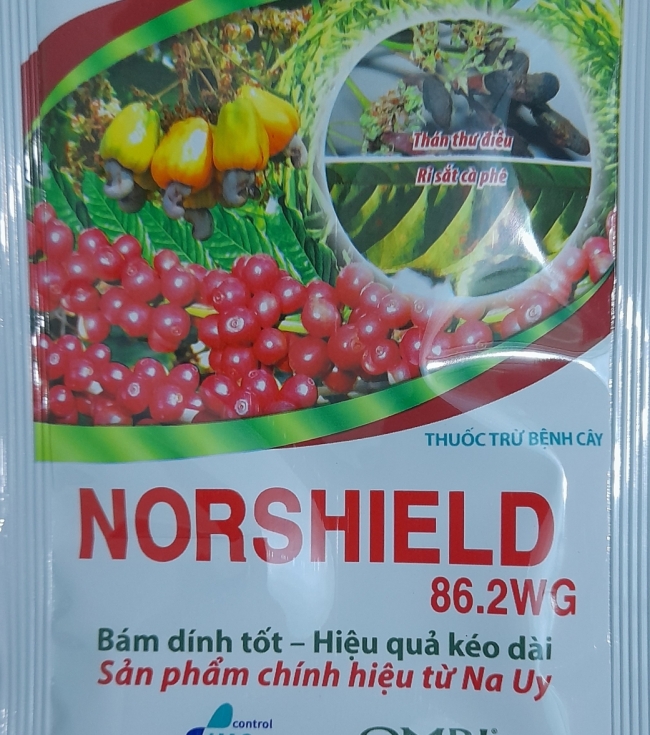 Thán thư điều
Rỉ sắt cà phê
THUỐC TRỪ BỆNH CÂY
NORSHIELD
86.2WG
Bám dính tốt – Hiệu quả kéo dài
Sản phẩm chính hiệu từ Na Uy
control